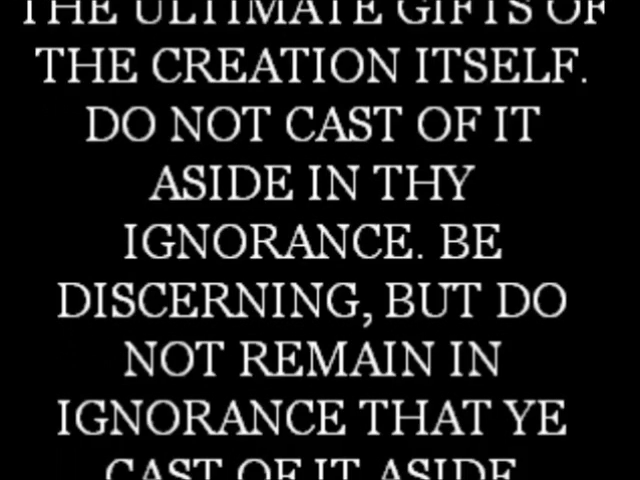 THE ULTIMATE GIFTS OF
THE CREATION ITSELF.
DO NOT CAST OF IT
ASIDE IN THY
IGNORANCE. BE
DISCERNING, BUT DO
NOT REMAIN IN
IGNORANCE THAT YE
CAST OF IT ASIDE